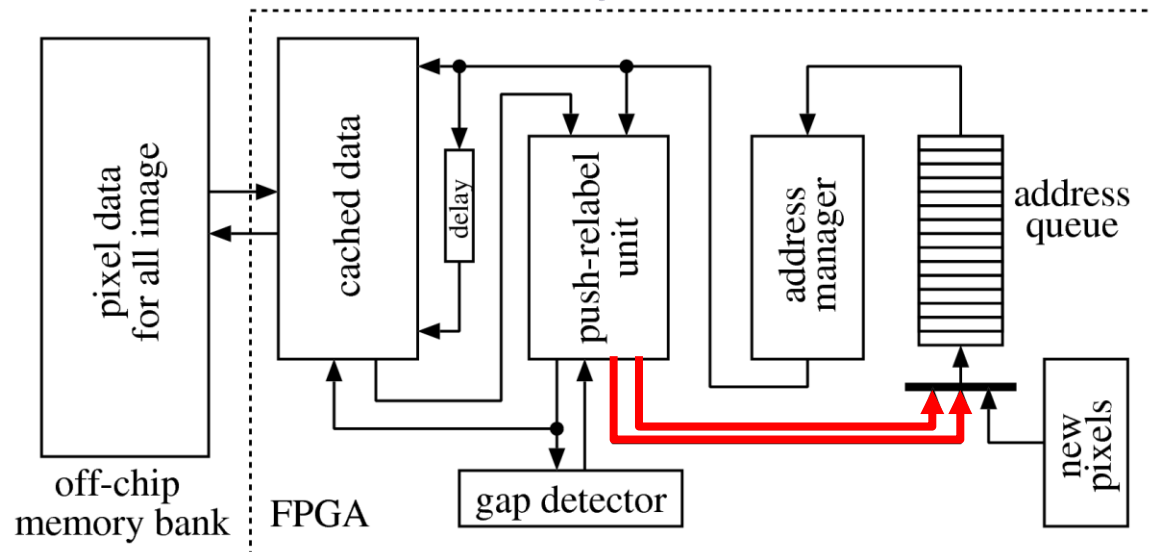 pixel data
for all image
cached data
delay
push-relabel
unit
address
manager
address
queue
new
pixels
gap detector
off-chip
memory bank
FPGA